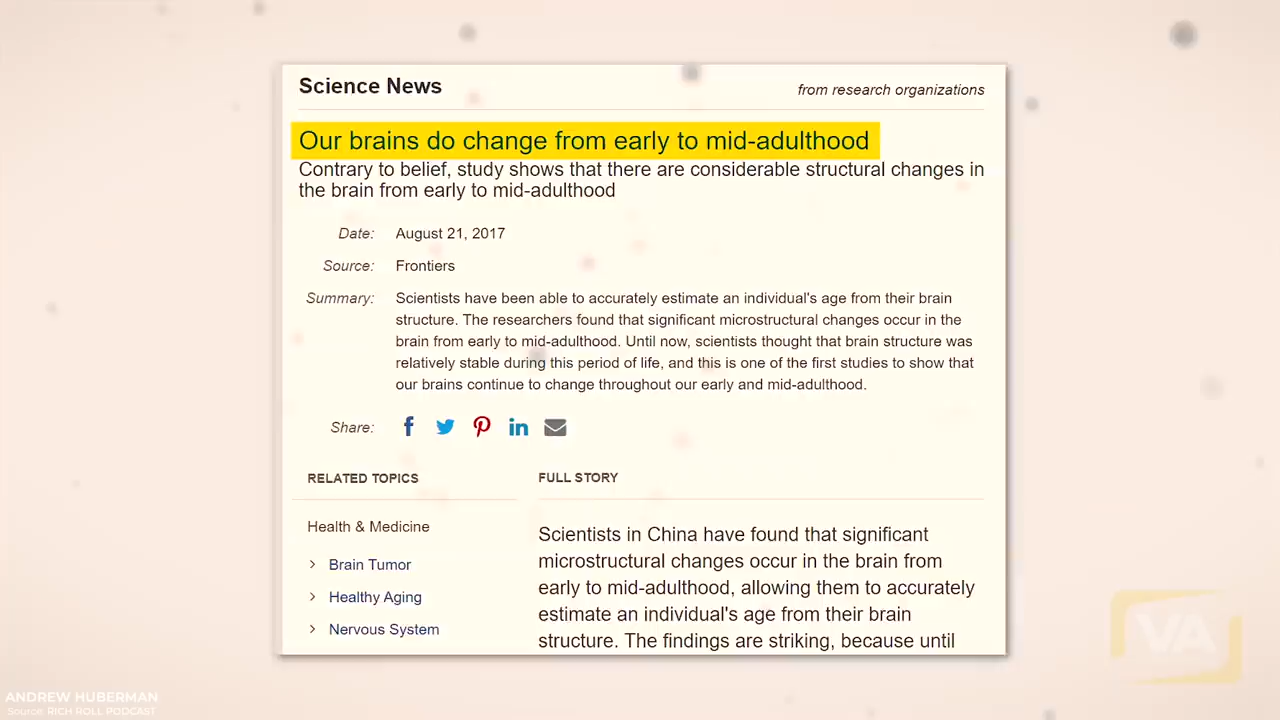 Science News
from research organizations
Our brains do change from early to mid-adulthood
Contrary to belief, study shows that there are considerable structural changes in
the brain from early to mid-adulthood
Date: August 21, 2017
Source: Frontiers
Summary: Scientists have been able to accurately estimate an individual's age from their brain
structure. The researchers found that significant microstructural changes occur in the
brain from early to mid-adulthood. Until now, scientists thought that brain structure was
relatively stable during this period of life, and this is one of the first studies to show that
our brains continue to change throughout our early and mid-adulthood.
Share:
RELATED TOPICS
Health & Medicine
Brain Tumor
Healthy Aging
Nervous System
FULL STORY
Scientists in China have found that significant
microstructural changes occur in the brain from
early to mid-adulthood, allowing them to accurately
estimate an individual's age from their brain
structure. The findings are striking, because until
VA
ANDREW HUBERMAN
Source: RICH ROLL PODCAST